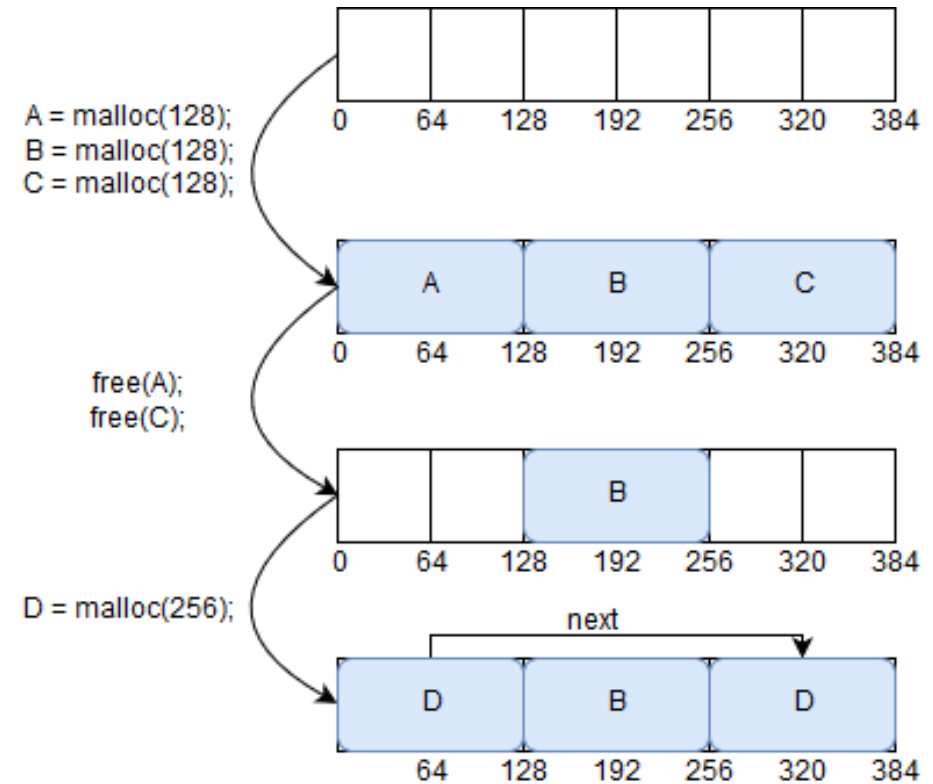 A = malloc(128);
B = malloc(128);
C = malloc(128);
0 64 128 192 256 320 384
A B C
0 64 128 192 256 320 384
free(A);
free(C);
B
0 64 128 192 256 320 384
D = malloc(256);
next
D B D
64 128 192 256 320 384